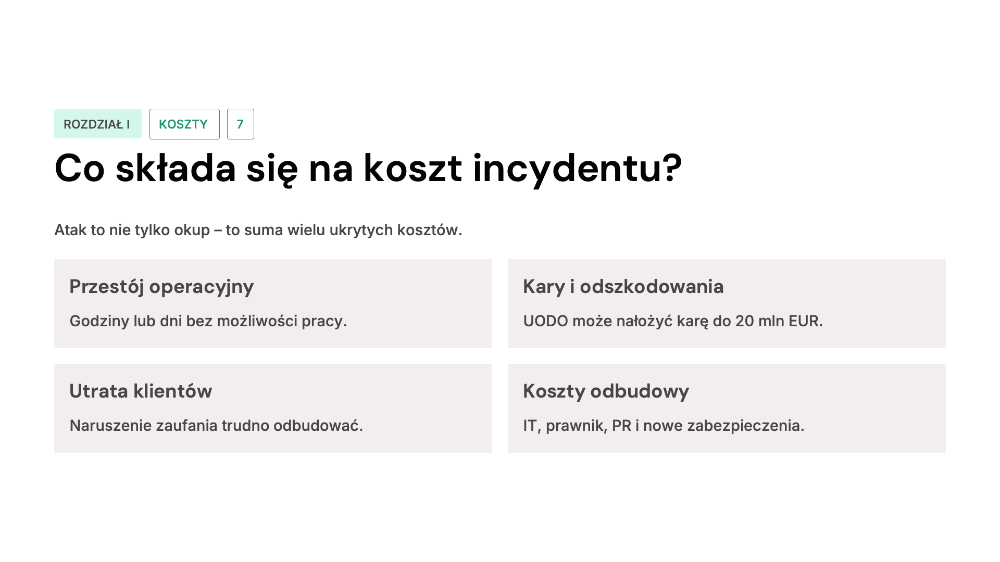 ROZDZIAŁ I
KOSZTY
7
Co składa się na koszt incydentu?
Atak to nie tylko okup – to suma wielu ukrytych kosztów.
Przestój operacyjny
Godziny lub dni bez możliwości pracy.
Kary i odszkodowania
UODO może nałożyć karę do 20 mln EUR.
Utrata klientów
Naruszenie zaufania trudno odbudować.
Koszty odbudowy
IT, prawnik, PR i nowe zabezpieczenia.